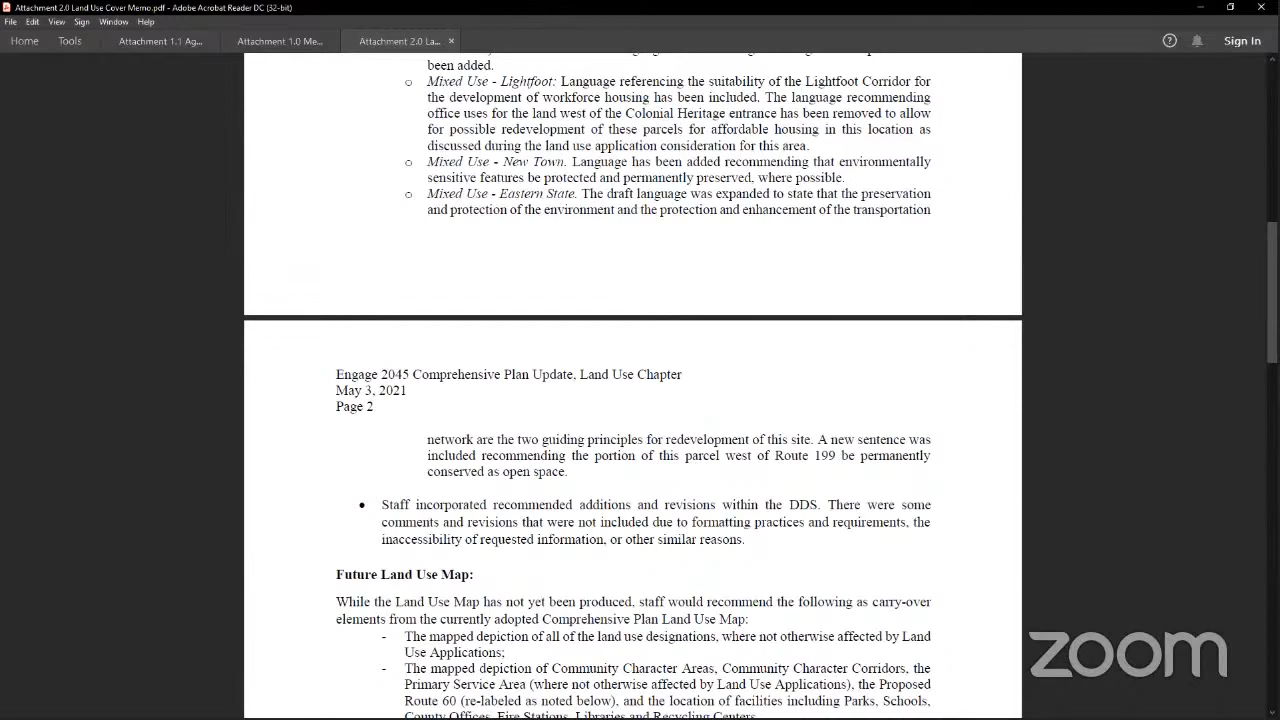 Attachment 2.0 Land Use Cover Memo.pdf - Adobe Acrobat Reader DC (32-bit)
File Edit View Sign Window Help
Home Tools Attachment 1.1 Ag... Attachment 1.0 Me... Attachment 2.0 La... × Sign In
been added.
o Mixed Use - Lightfoot: Language referencing the suitability of the Lightfoot Corridor for
the development of workforce housing has been included. The language recommending
office uses for the land west of the Colonial Heritage entrance has been removed to allow
for possible redevelopment of these parcels for affordable housing in this location as
discussed during the land use application consideration for this area.
o Mixed Use - New Town. Language has been added recommending that environmentally
sensitive features be protected and permanently preserved, where possible.
o Mixed Use - Eastern State. The draft language was expanded to state that the preservation
and protection of the environment and the protection and enhancement of the transportation
Engage 2045 Comprehensive Plan Update, Land Use Chapter
May 3, 2021
Page 2
network are the two guiding principles for redevelopment of this site. A new sentence was
included recommending the portion of this parcel west of Route 199 be permanently
conserved as open space.
• Staff incorporated recommended additions and revisions within the DDS. There were some
comments and revisions that were not included due to formatting practices and requirements, the
inaccessibility of requested information, or other similar reasons.
Future Land Use Map:
While the Land Use Map has not yet been produced, staff would recommend the following as carry-over
elements from the currently adopted Comprehensive Plan Land Use Map:
- The mapped depiction of all of the land use designations, where not otherwise affected by Land
Use Applications;
- The mapped depiction of Community Character Areas, Community Character Corridors, the
Primary Service Area (where not otherwise affected by Land Use Applications), the Proposed
Route 60 (re-labeled as noted below), and the location of facilities including Parks, Schools,
County Offices, Fire Stations, Libraries and Recycling Centers
zoom